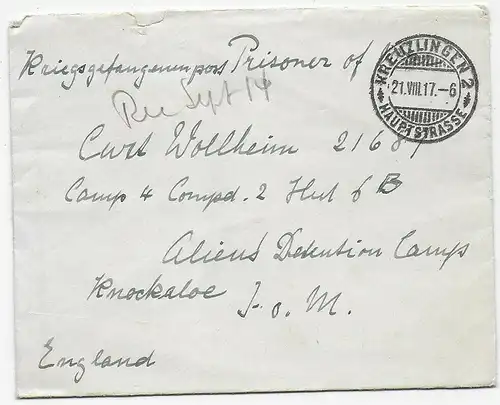 Kriegsgefangenenpost Prisoner of
KREUZLINGEN 2
21.VIII.17.-6
HAUPTSTRASSE
Rec Sept 14
Curt Wollheim 21687
Camp 4 Compd. 2 Hut 6 B
Aliens' Detention Camp
Knockaloe I. o. M.
England